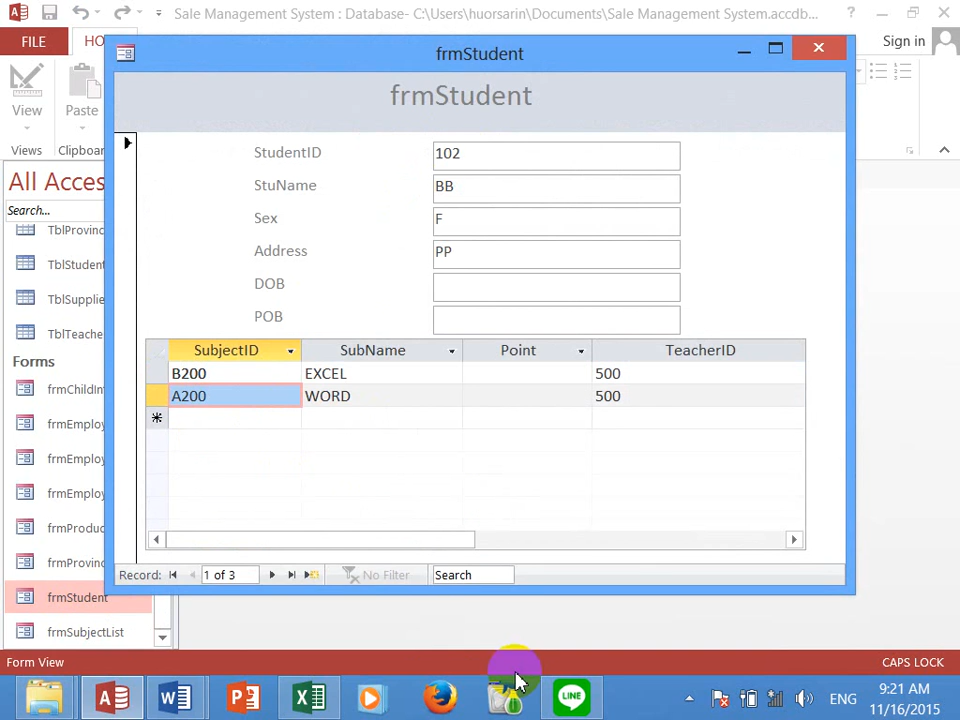 Sale Management System : Database- C:\Users\huorsarin\Documents\Sale Management System.accdb...
FILE
HO
Sign in
View
Paste
Views
Clipboar
frmStudent
frmStudent
StudentID 102
StuName BB
Sex F
Address PP
DOB
POB
SubjectID SubName Point TeacherID
B200 EXCEL 500
A200 WORD 500
Record: 1 of 3 No Filter Search
All Acces
Search...
TblProvin
TblStudent
TblSupplie
TblTeache
Forms
frmChildIn
frmEmploy
frmEmploy
frmEmploy
frmProduc
frmProvinc
frmStudent
frmSubjectList
Form View
CAPS LOCK
LINE
ENG
9:21 AM
11/16/2015